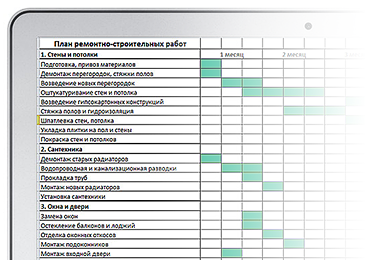 План ремонтно-строительных работ
1. Стены и потолки 1 месяц 2 месяц 3
Подготовка, привоз материалов
Демонтаж перегородок, стяжки полов
Возведение новых перегородок
Оштукатуривание стен и потолка
Возведение гипсокартонных конструкций
Стяжка полов и гидроизоляция
Шпатлевка стен, потолка
Укладка плитки на пол и стены
Покраска стен и потолков
2. Сантехника
Демонтаж старых радиаторов
Водопроводная и канализационная разводки
Прокладка труб
Монтаж новых радиаторов
Установка сантехники
3. Окна и двери
Замена окон
Остекление балконов и лоджий
Отделка оконных откосов
Монтаж подоконников
Монтаж входной двери